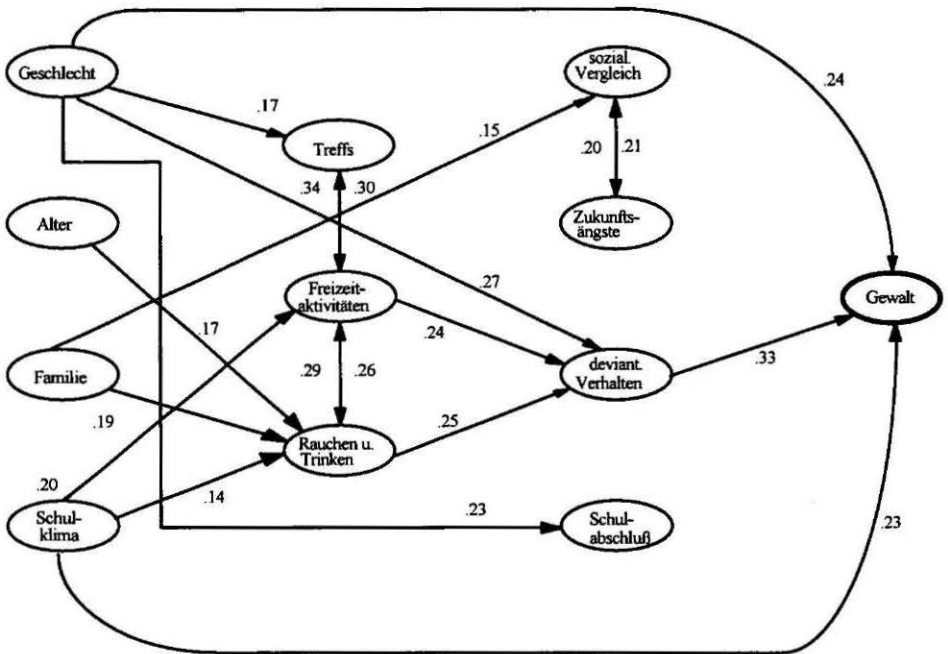 Geschlecht
sozial.
Vergleich
.24
.17
.15
Treffs
.20
.21
.34
.30
Alter
Zukunfts-
ängste
Freizeit-
aktivitäten
.27
Gewalt
.17
.24
.29
.26
deviant.
Verhalten
.33
Familie
.19
.25
Rauchen u.
Trinken
.20
.14
Schul-
klima
.23
Schul-
abschluß
.23